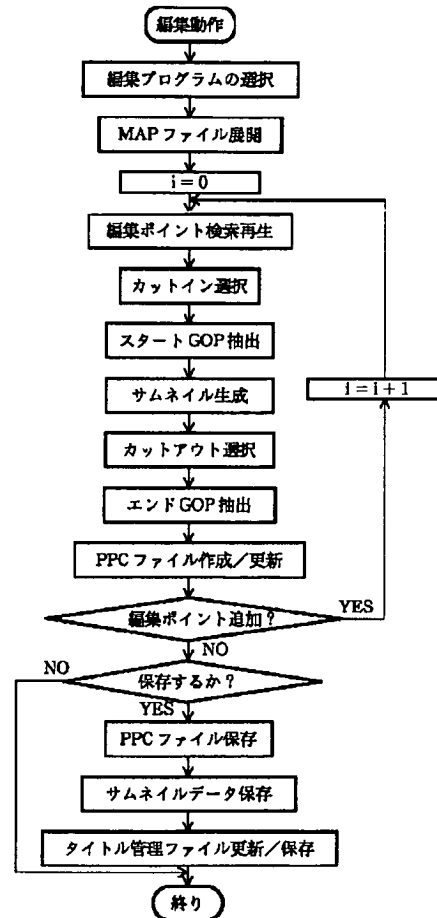 編集動作
編集プログラムの選択
MAPファイル展開
i=0
編集ポイント検索再生
カットイン選択
スタートGOP抽出
サムネイル生成
i=i+1
カットアウト選択
エンドGOP抽出
PPCファイル作成/更新
編集ポイント追加?
YES
NO
保存するか?
NO
YES
PPCファイル保存
サムネイルデータ保存
タイトル管理ファイル更新/保存
終り